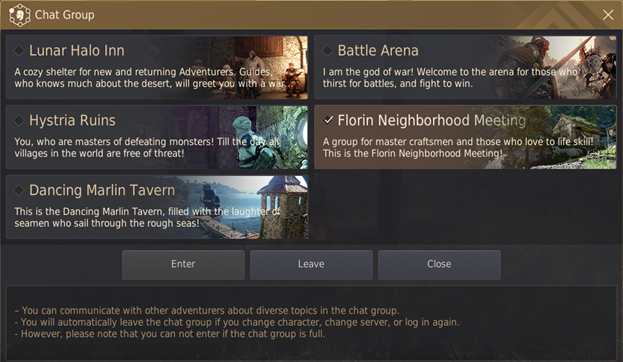 Chat Group
Lunar Halo Inn
A cozy shelter for new and returning Adventurers. Guides,
who knows much about the desert, will greet you with a war...
Battle Arena
I am the god of war! Welcome to the arena for those who
thirst for battles, and fight to win.
Hystria Ruins
You, who are masters of defeating monsters! Till the day all
villages in the world are free of threat!
Florin Neighborhood Meeting
A group for master craftsmen and those who love to life skill!
This is the Florin Neighborhood Meeting!
Dancing Marlin Tavern
This is the Dancing Marlin Tavern, filled with the laughter of
seamen who sail through the rough seas!
Enter
Leave
Close
- You can communicate with other adventurers about diverse topics in the chat group.
- You will automatically leave the chat group if you change character, change server, or log in again.
- However, please note that you can not enter if the chat group is full.